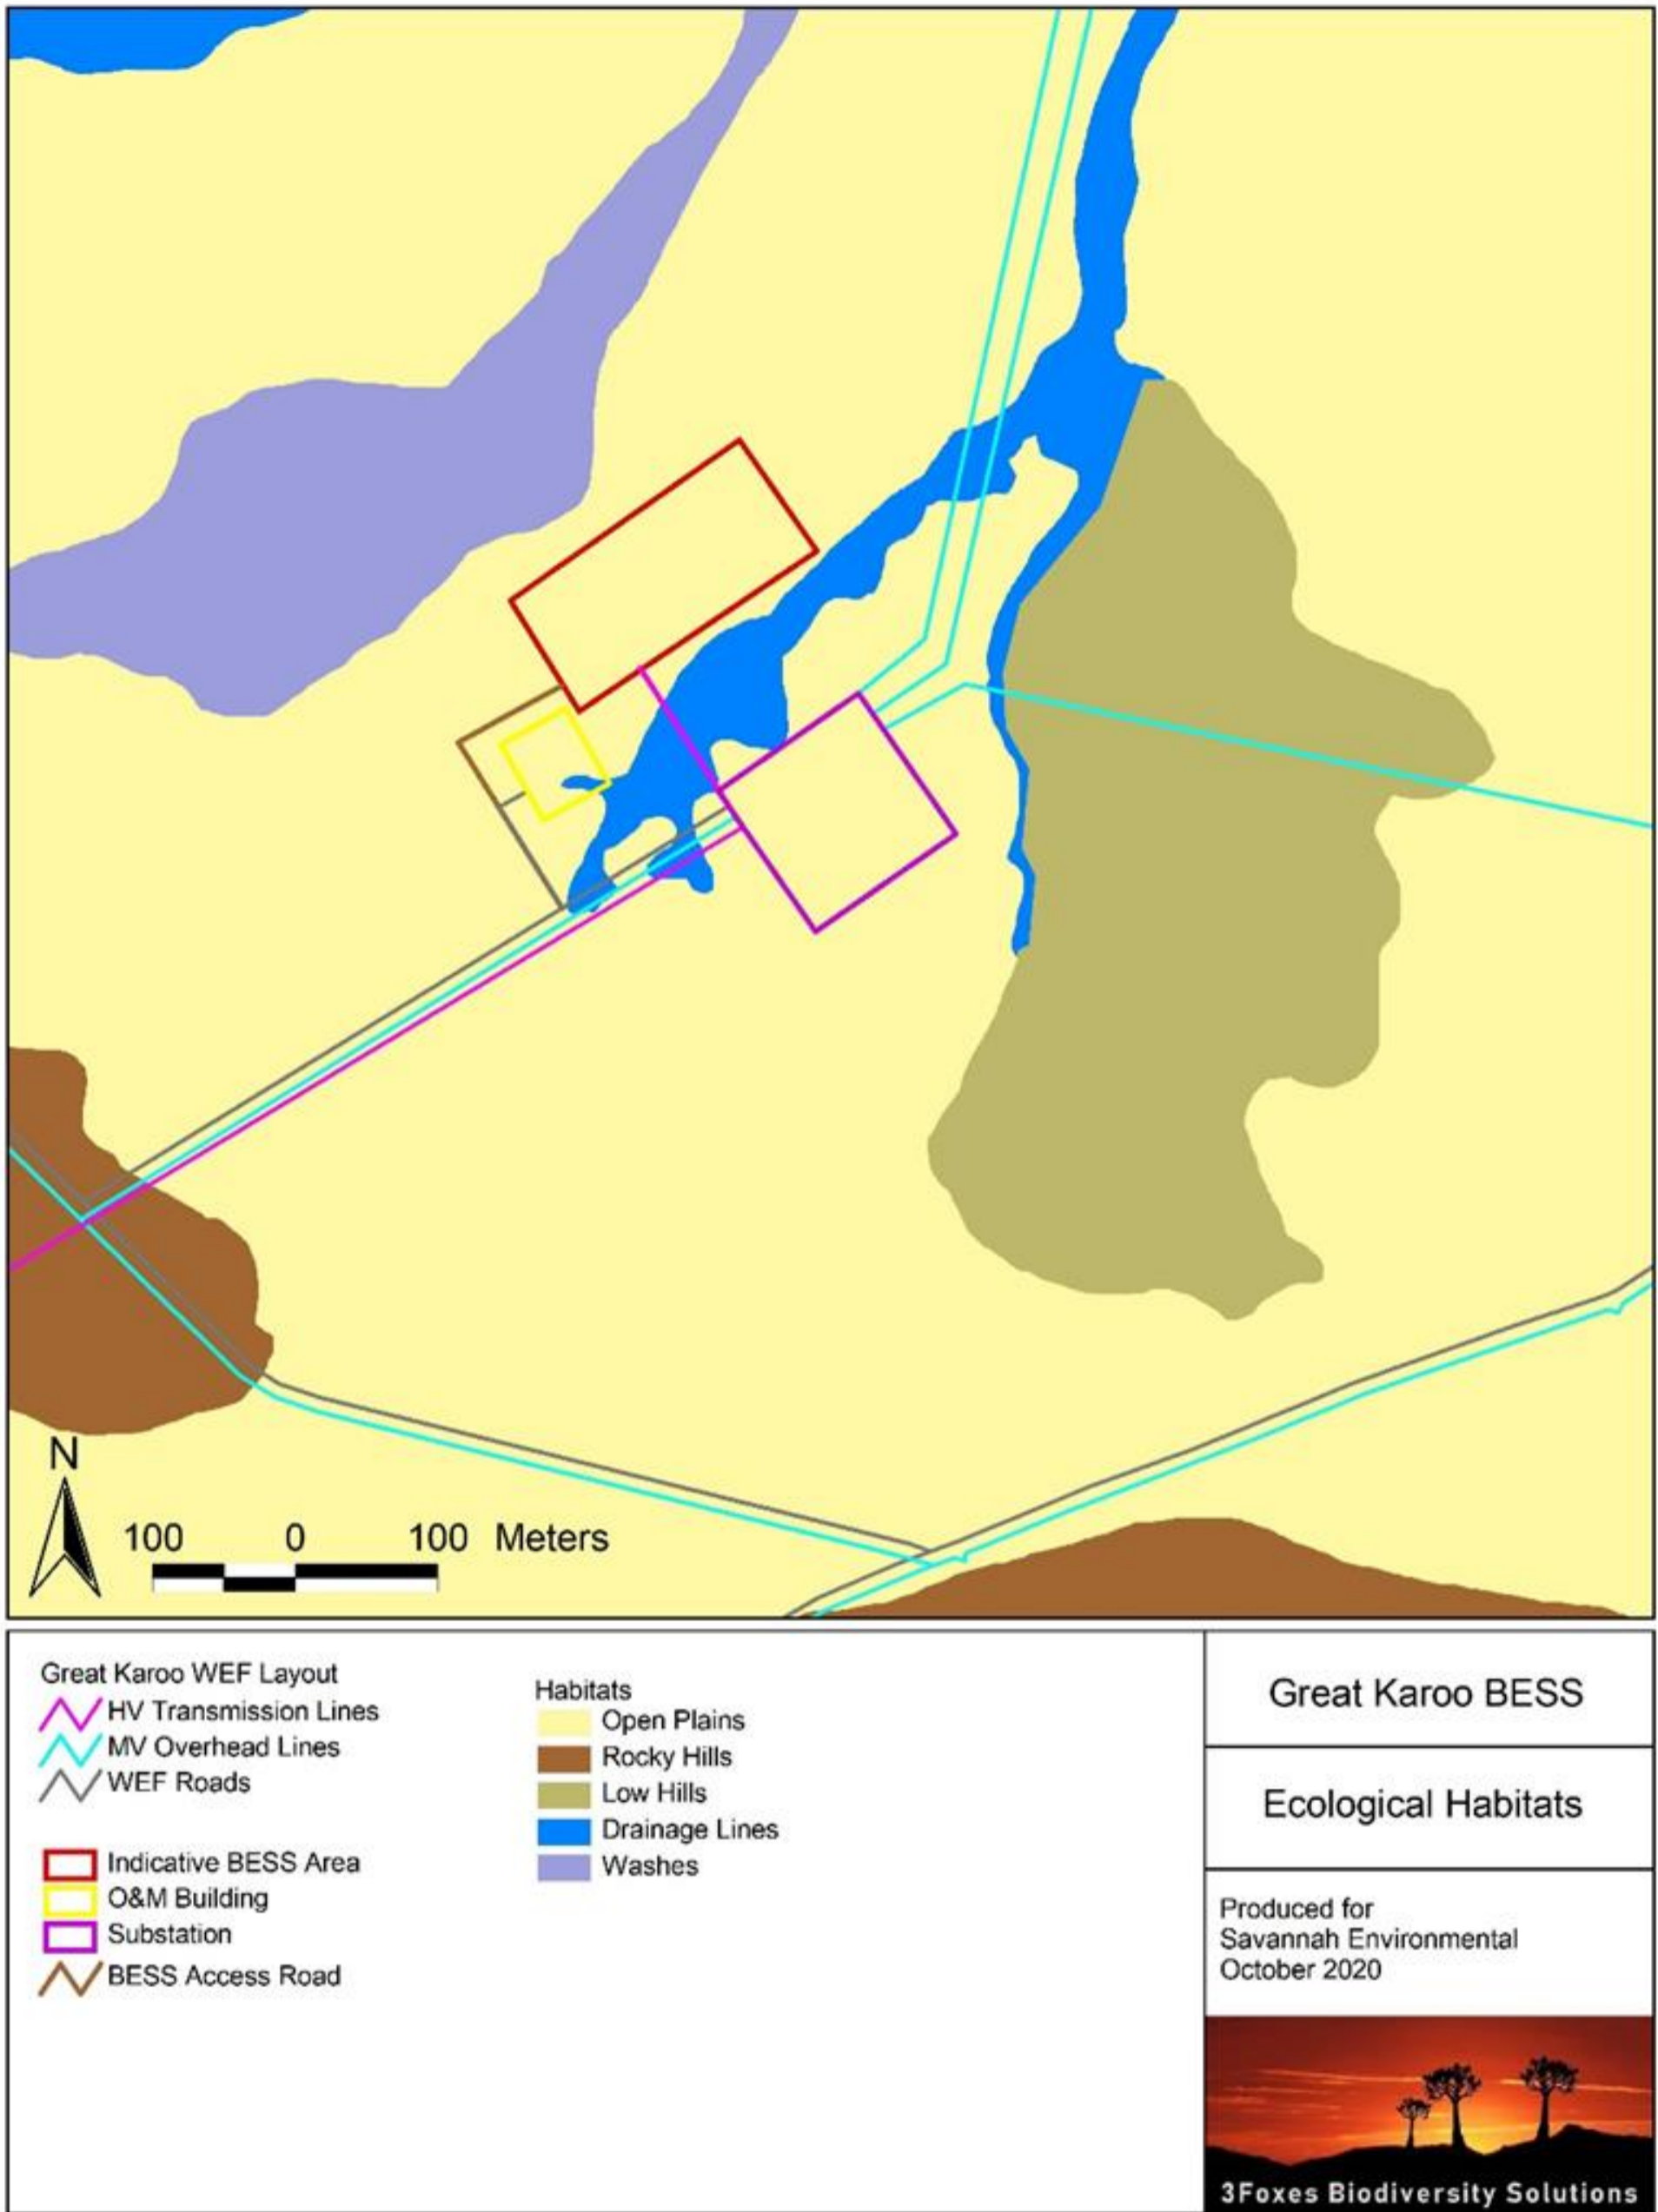 N
100 0 100 Meters
Great Karoo WEF Layout
HV Transmission Lines
MV Overhead Lines
WEF Roads
Indicative BESS Area
O&M Building
Substation
BESS Access Road
Habitats
Open Plains
Rocky Hills
Low Hills
Drainage Lines
Washes
Great Karoo BESS
Ecological Habitats
Produced for
Savannah Environmental
October 2020
3Foxes Biodiversity Solutions